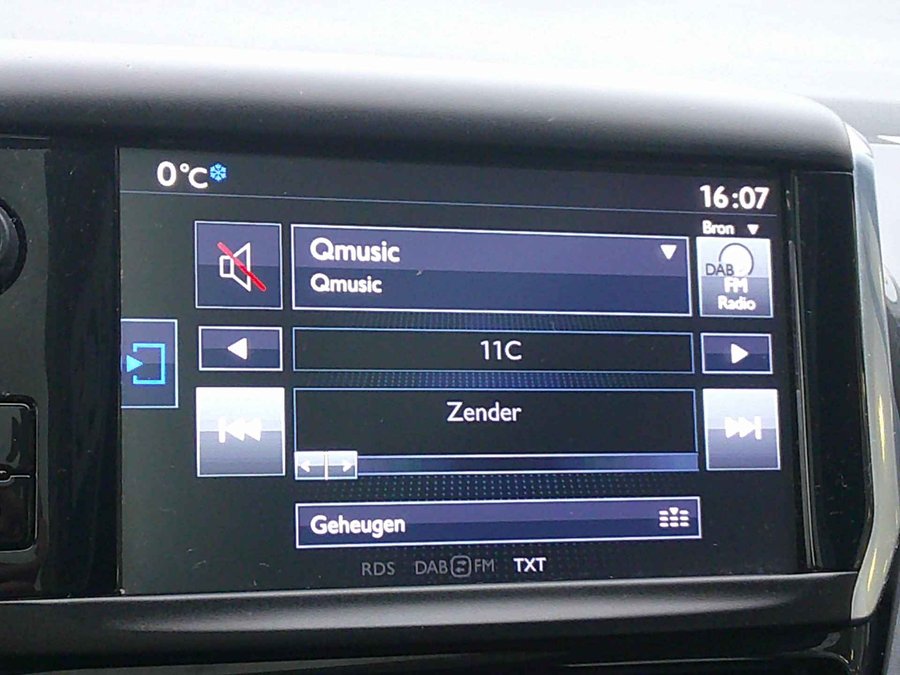 0°C
16:07
Bron
Qmusic
Qmusic
DAB
FM
Radio
11C
Zender
Geheugen
RDS DAB FM TXT